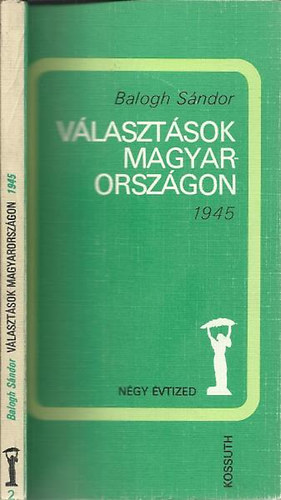 Balogh Sándor
VÁLASZTÁSOK
MAGYAR-
ORSZÁGON
1945
NÉGY ÉVTIZED
KOSSUTH
Balogh Sándor VÁLASZTÁSOK MAGYARORSZÁGON 1945
2